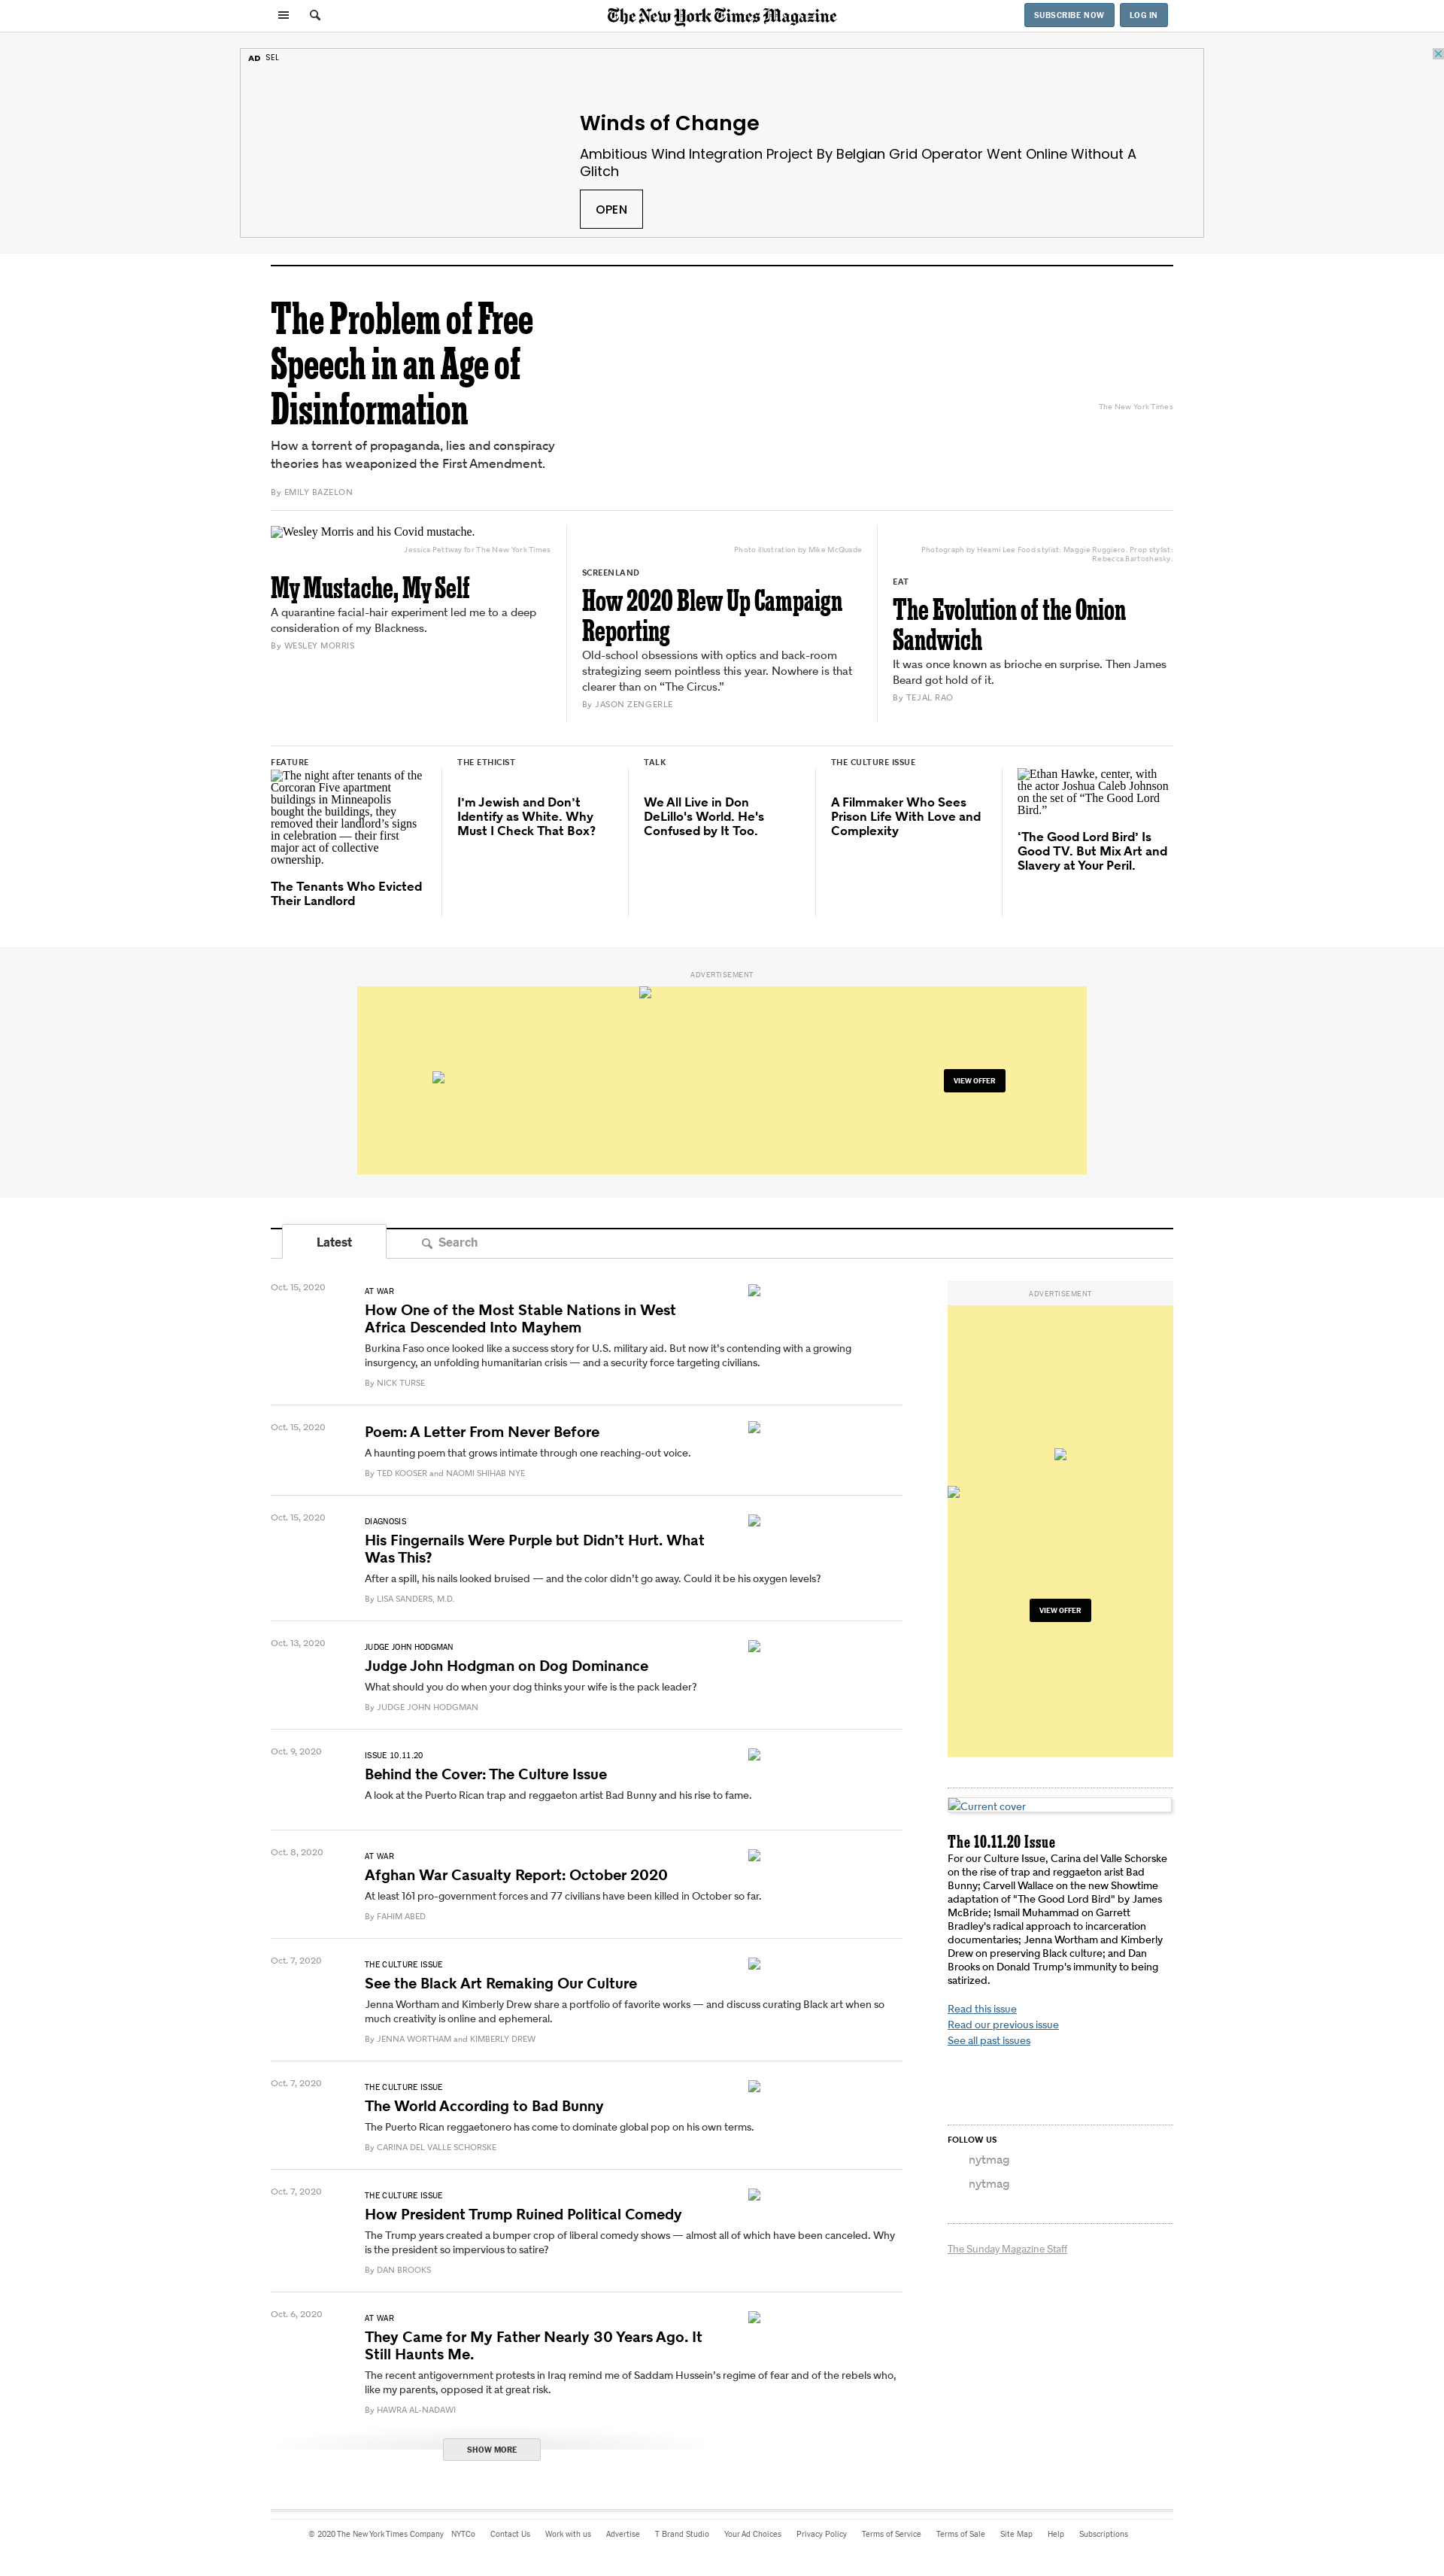 The New York Times Magazine
SUBSCRIBE NOW
LOG IN
AD SEL
Winds of Change
Ambitious Wind Integration Project By Belgian Grid Operator Went Online Without A
Glitch
OPEN
The Problem of Free
Speech in an Age of
Disinformation
How a torrent of propaganda, lies and conspiracy
theories has weaponized the First Amendment.
By EMILY BAZELON
The New York Times
Wesley Morris and his Covid mustache.
Jessica Pettway for The New York Times
My Mustache, My Self
A quarantine facial-hair experiment led me to a deep
consideration of my Blackness.
By WESLEY MORRIS
Photo illustration by Mike McQuade
SCREENLAND
How 2020 Blew Up Campaign
Reporting
Old-school obsessions with optics and back-room
strategizing seem pointless this year. Nowhere is that
clearer than on “The Circus.”
By JASON ZENGERLE
Photograph by Heami Lee Food stylist: Maggie Ruggiero. Prop stylist:
Rebecca Bartoshesky.
EAT
The Evolution of the Onion
Sandwich
It was once known as brioche en surprise. Then James
Beard got hold of it.
By TEJAL RAO
FEATURE
The night after tenants of the
Corcoran Five apartment
buildings in Minneapolis
bought the buildings, they
removed their landlord’s signs
in celebration — their first
major act of collective
ownership.
The Tenants Who Evicted
Their Landlord
THE ETHICIST
I’m Jewish and Don’t
Identify as White. Why
Must I Check That Box?
TALK
We All Live in Don
DeLillo's World. He's
Confused by It Too.
THE CULTURE ISSUE
A Filmmaker Who Sees
Prison Life With Love and
Complexity
Ethan Hawke, center, with
the actor Joshua Caleb Johnson
on the set of “The Good Lord
Bird.”
‘The Good Lord Bird’ Is
Good TV. But Mix Art and
Slavery at Your Peril.
ADVERTISEMENT
VIEW OFFER
Latest
Search
Oct. 15, 2020
AT WAR
How One of the Most Stable Nations in West
Africa Descended Into Mayhem
Burkina Faso once looked like a success story for U.S. military aid. But now it’s contending with a growing
insurgency, an unfolding humanitarian crisis — and a security force targeting civilians.
By NICK TURSE
Oct. 15, 2020
Poem: A Letter From Never Before
A haunting poem that grows intimate through one reaching-out voice.
By TED KOOSER and NAOMI SHIHAB NYE
Oct. 15, 2020
DIAGNOSIS
His Fingernails Were Purple but Didn’t Hurt. What
Was This?
After a spill, his nails looked bruised — and the color didn’t go away. Could it be his oxygen levels?
By LISA SANDERS, M.D.
Oct. 13, 2020
JUDGE JOHN HODGMAN
Judge John Hodgman on Dog Dominance
What should you do when your dog thinks your wife is the pack leader?
By JUDGE JOHN HODGMAN
Oct. 9, 2020
ISSUE 10.11.20
Behind the Cover: The Culture Issue
A look at the Puerto Rican trap and reggaeton artist Bad Bunny and his rise to fame.
Oct. 8, 2020
AT WAR
Afghan War Casualty Report: October 2020
At least 161 pro-government forces and 77 civilians have been killed in October so far.
By FAHIM ABED
Oct. 7, 2020
THE CULTURE ISSUE
See the Black Art Remaking Our Culture
Jenna Wortham and Kimberly Drew share a portfolio of favorite works — and discuss curating Black art when so
much creativity is online and ephemeral.
By JENNA WORTHAM and KIMBERLY DREW
Oct. 7, 2020
THE CULTURE ISSUE
The World According to Bad Bunny
The Puerto Rican reggaetonero has come to dominate global pop on his own terms.
By CARINA DEL VALLE SCHORSKE
Oct. 7, 2020
THE CULTURE ISSUE
How President Trump Ruined Political Comedy
The Trump years created a bumper crop of liberal comedy shows — almost all of which have been canceled. Why
is the president so impervious to satire?
By DAN BROOKS
Oct. 6, 2020
AT WAR
They Came for My Father Nearly 30 Years Ago. It
Still Haunts Me.
The recent antigovernment protests in Iraq remind me of Saddam Hussein’s regime of fear and of the rebels who,
like my parents, opposed it at great risk.
By HAWRA AL-NADAWI
SHOW MORE
ADVERTISEMENT
VIEW OFFER
Current cover
The 10.11.20 Issue
For our Culture Issue, Carina del Valle Schorske
on the rise of trap and reggaeton arist Bad
Bunny; Carvell Wallace on the new Showtime
adaptation of "The Good Lord Bird" by James
McBride; Ismail Muhammad on Garrett
Bradley's radical approach to incarceration
documentaries; Jenna Wortham and Kimberly
Drew on preserving Black culture; and Dan
Brooks on Donald Trump's immunity to being
satirized.
Read this issue
Read our previous issue
See all past issues
FOLLOW US
nytmag
nytmag
The Sunday Magazine Staff
© 2020 The New York Times Company NYTCo Contact Us Work with us Advertise T Brand Studio Your Ad Choices Privacy Policy Terms of Service Terms of Sale Site Map Help Subscriptions